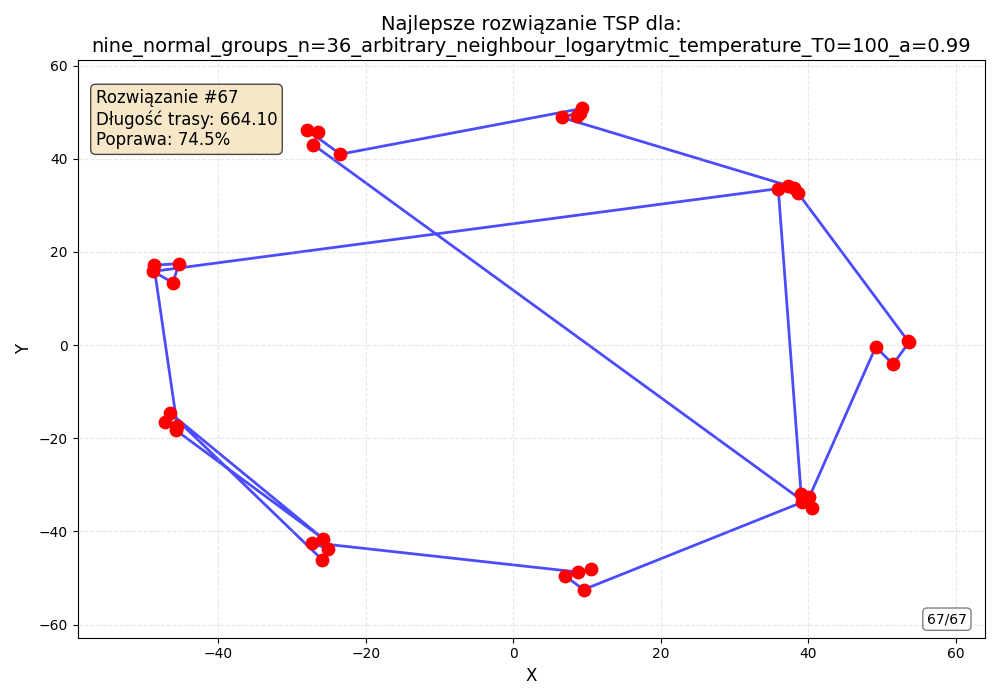 Najlepsze rozwiązanie TSP dla:
nine_normal_groups_n=36_arbitrary_neighbour_logarytmic_temperature_T0=100_a=0.99
Rozwiązanie #67
Długość trasy: 664.10
Poprawa: 74.5%
60
40
20
0
−20
−40
−60
Y
67/67
−40
−20
0
20
40
60
X